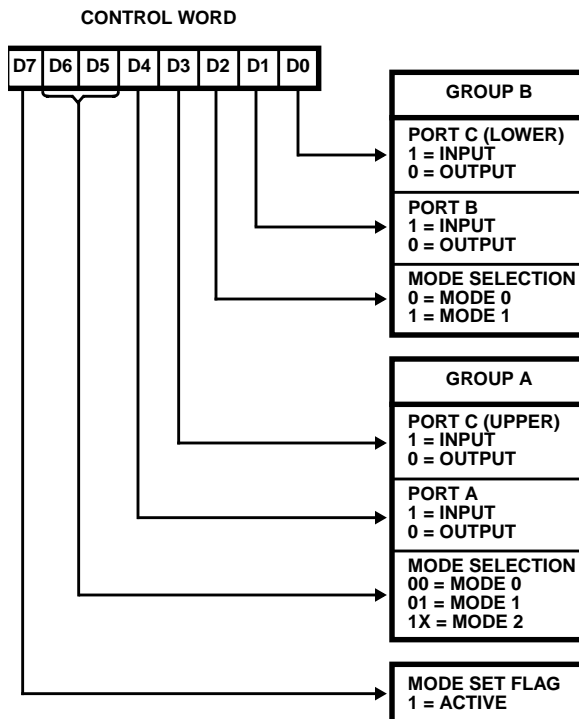 CONTROL WORD
D7 D6 D5 D4 D3 D2 D1 D0
GROUP B
PORT C (LOWER)
1 = INPUT
0 = OUTPUT
PORT B
1 = INPUT
0 = OUTPUT
MODE SELECTION
0 = MODE 0
1 = MODE 1
GROUP A
PORT C (UPPER)
1 = INPUT
0 = OUTPUT
PORT A
1 = INPUT
0 = OUTPUT
MODE SELECTION
00 = MODE 0
01 = MODE 1
1X = MODE 2
MODE SET FLAG
1 = ACTIVE